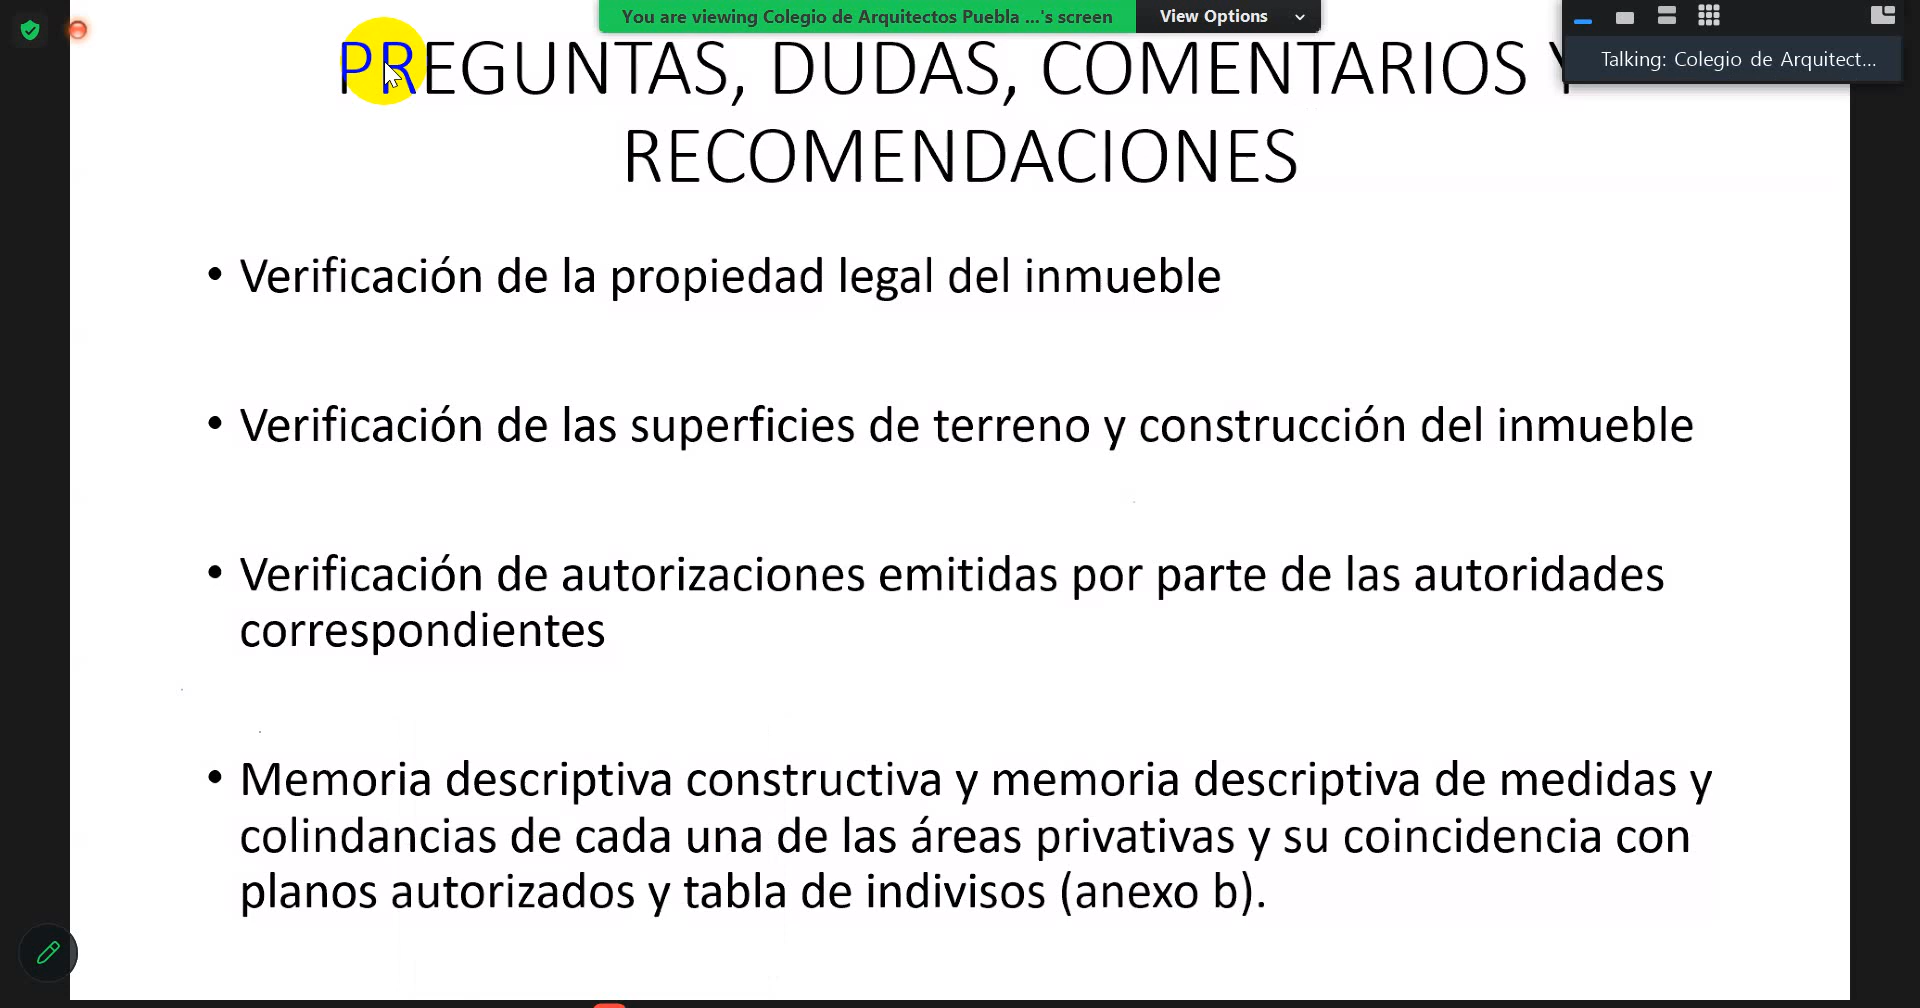 You are viewing Colegio de Arquitectos Puebla ...'s screen
View Options
Talking: Colegio de Arquitect...
PREGUNTAS, DUDAS, COMENTARIOS Y
RECOMENDACIONES
• Verificación de la propiedad legal del inmueble
• Verificación de las superficies de terreno y construcción del inmueble
• Verificación de autorizaciones emitidas por parte de las autoridades
correspondientes
• Memoria descriptiva constructiva y memoria descriptiva de medidas y
colindancias de cada una de las áreas privativas y su coincidencia con
planos autorizados y tabla de indivisos (anexo b).